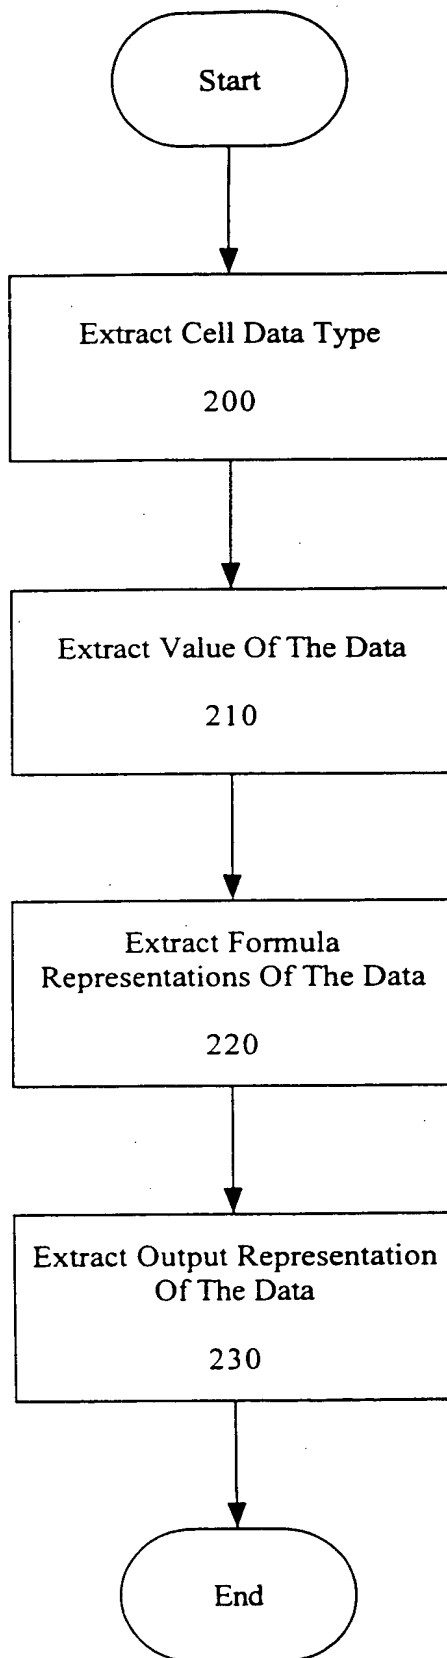 Start
Extract Cell Data Type
200
Extract Value Of The Data
210
Extract Formula
Representations Of The Data
220
Extract Output Representation
Of The Data
230
End